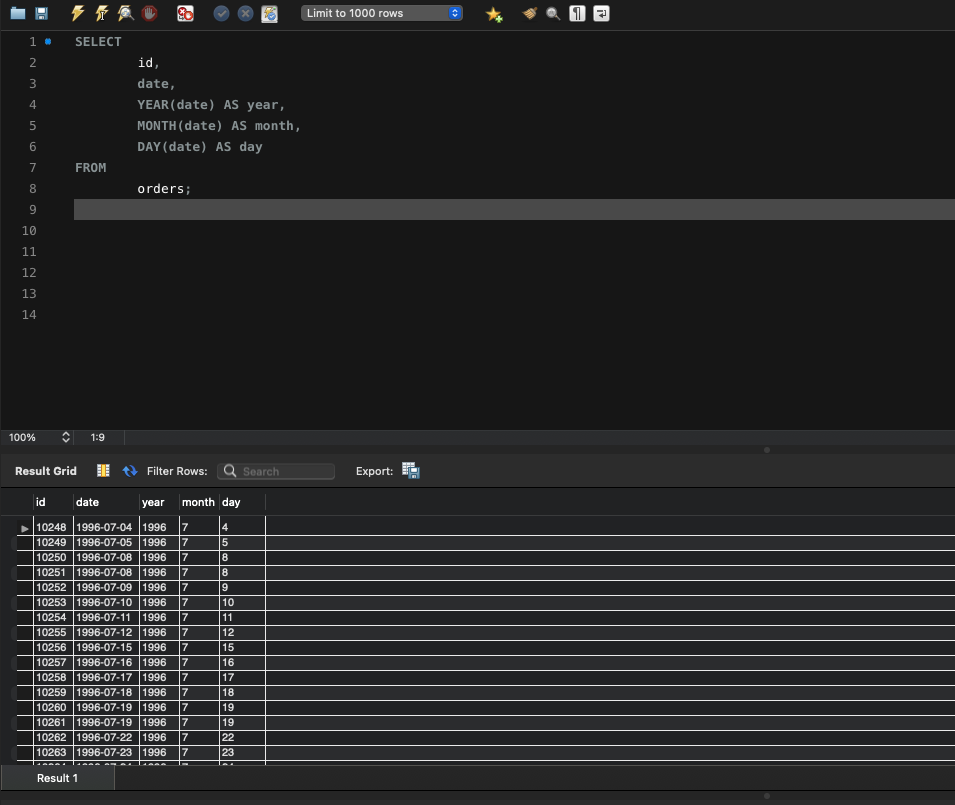 Limit to 1000 rows
1 SELECT
2 id,
3 date,
4 YEAR(date) AS year,
5 MONTH(date) AS month,
6 DAY(date) AS day
7 FROM
8 orders;
9
10
11
12
13
14
100% 1:9
Result Grid Filter Rows: Search Export:
id date year month day
10248 1996-07-04 1996 7 4
10249 1996-07-05 1996 7 5
10250 1996-07-08 1996 7 8
10251 1996-07-08 1996 7 8
10252 1996-07-09 1996 7 9
10253 1996-07-10 1996 7 10
10254 1996-07-11 1996 7 11
10255 1996-07-12 1996 7 12
10256 1996-07-15 1996 7 15
10257 1996-07-16 1996 7 16
10258 1996-07-17 1996 7 17
10259 1996-07-18 1996 7 18
10260 1996-07-19 1996 7 19
10261 1996-07-19 1996 7 19
10262 1996-07-22 1996 7 22
10263 1996-07-23 1996 7 23
Result 1